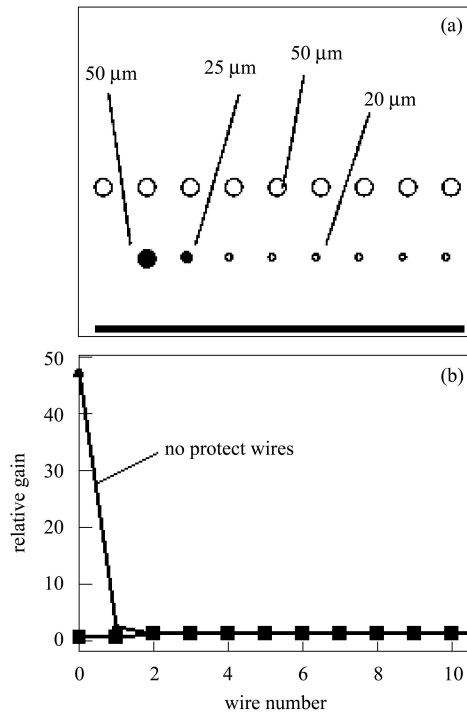 (a)
50 μm
25 μm
50 μm
20 μm
(b)
50
40
30
20
10
0
relative gain
no protect wires
0 2 4 6 8 10
wire number